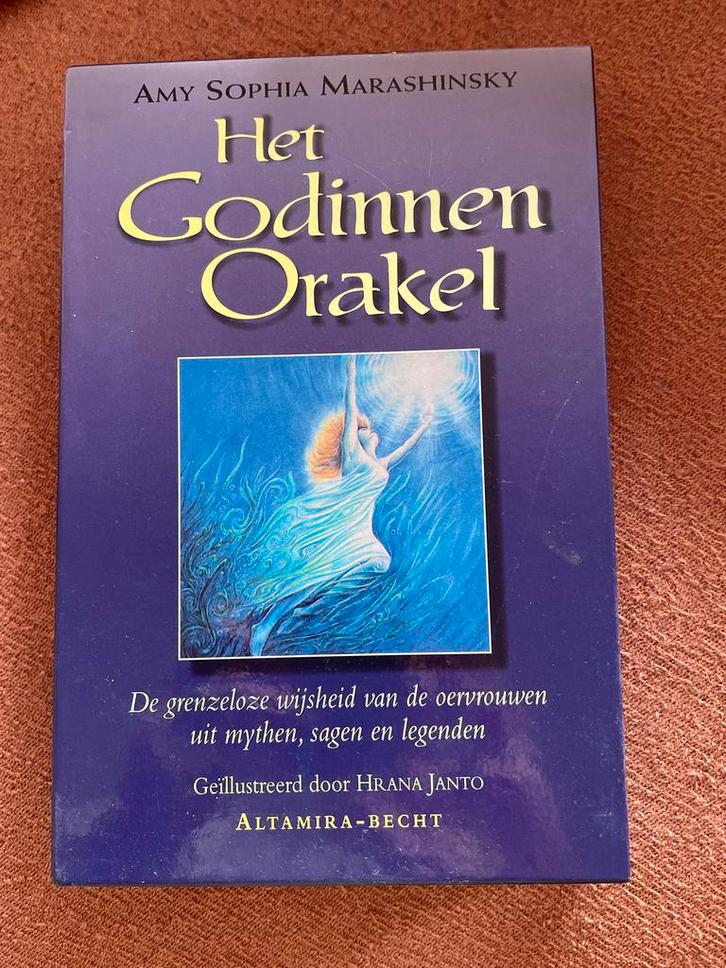 Amy Sophia Marashinsky
Het
Godinnen
Orakel
De grenzeloze wijsheid van de oervrouwen
uit mythen, sagen en legenden
Geïllustreerd door Hrana Janto
Altamira-Becht